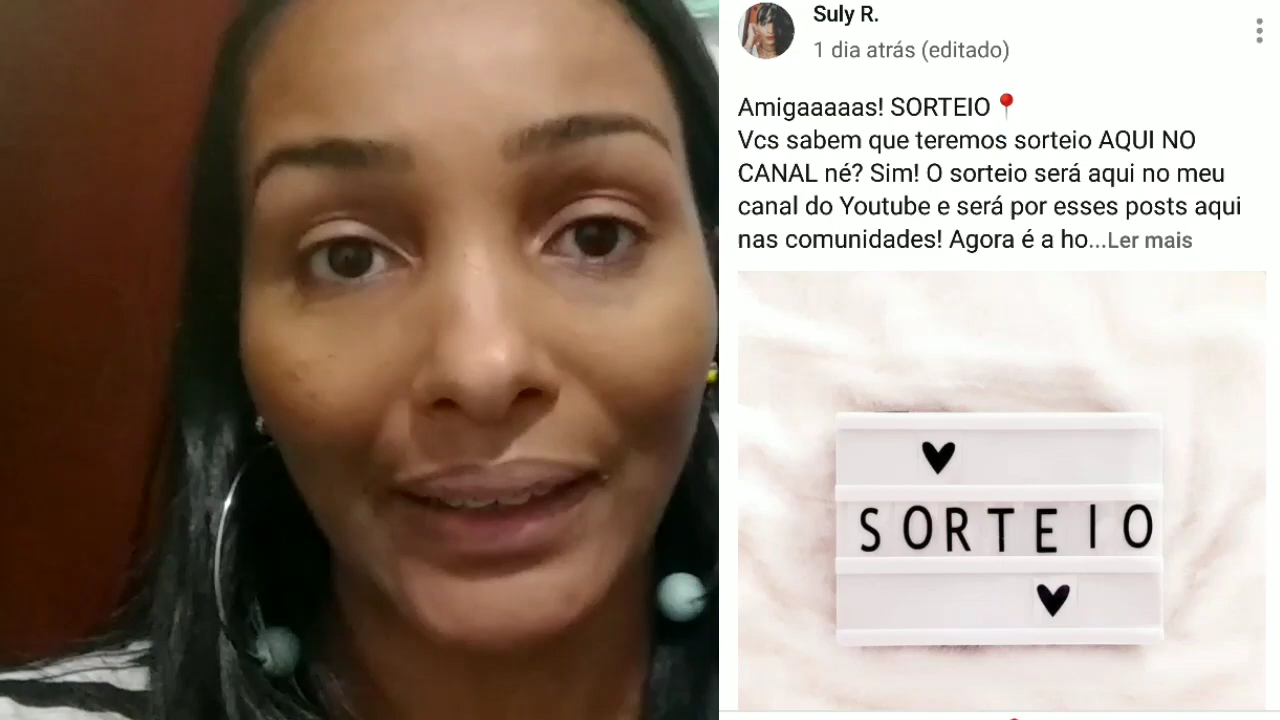 Suly R.
1 dia atrás (editado)
Amigaaaaas! SORTEIO📍
Vcs sabem que teremos sorteio AQUI NO
CANAL né? Sim! O sorteio será aqui no meu
canal do Youtube e será por esses posts aqui
nas comunidades! Agora é a ho...Ler mais
SORTEIO